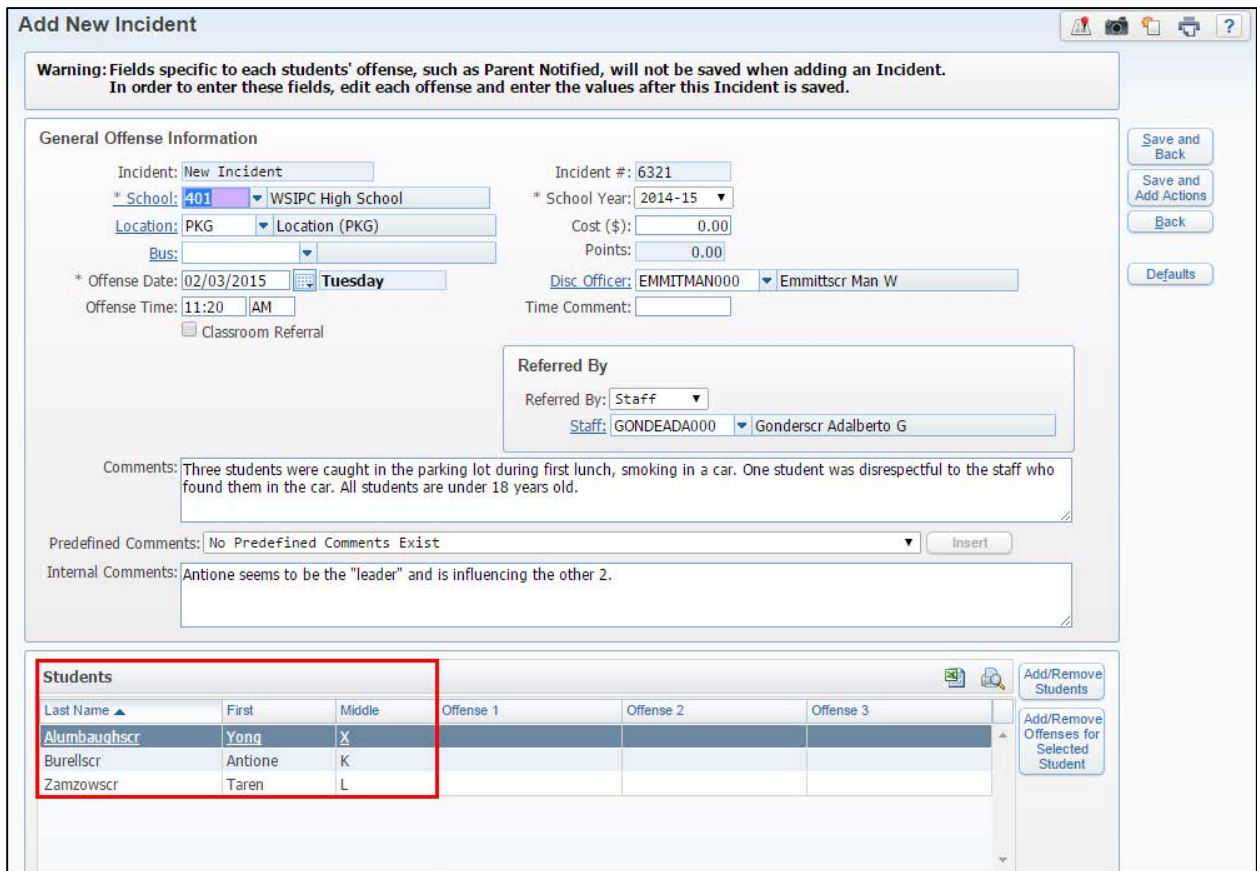 Add New Incident
?
Warning: Fields specific to each students' offense, such as Parent Notified, will not be saved when adding an Incident.
In order to enter these fields, edit each offense and enter the values after this Incident is saved.
General Offense Information
Incident: New Incident
Incident #: 6321
* School: 401 WSIPC High School
* School Year: 2014-15
Location: PKG Location (PKG)
Cost ($): 0.00
Bus:
Points: 0.00
* Offense Date: 02/03/2015 Tuesday
Disc Officer: EMMITMAN000 Emmittscr Man W
Offense Time: 11:20 AM
Time Comment:
Classroom Referral
Referred By
Referred By: Staff
Staff: GONDEADA000 Gonderscr Adalberto G
Comments: Three students were caught in the parking lot during first lunch, smoking in a car. One student was disrespectful to the staff who
found them in the car. All students are under 18 years old.
Predefined Comments: No Predefined Comments Exist Insert
Internal Comments: Antione seems to be the "leader" and is influencing the other 2.
Save and
Back
Save and
Add Actions
Back
Defaults
Students
Last Name First Middle Offense 1 Offense 2 Offense 3
Alumbaughscr Yong X
Burellscr Antione K
Zamzowscr Taren L
Add/Remove
Students
Add/Remove
Offenses for
Selected
Student